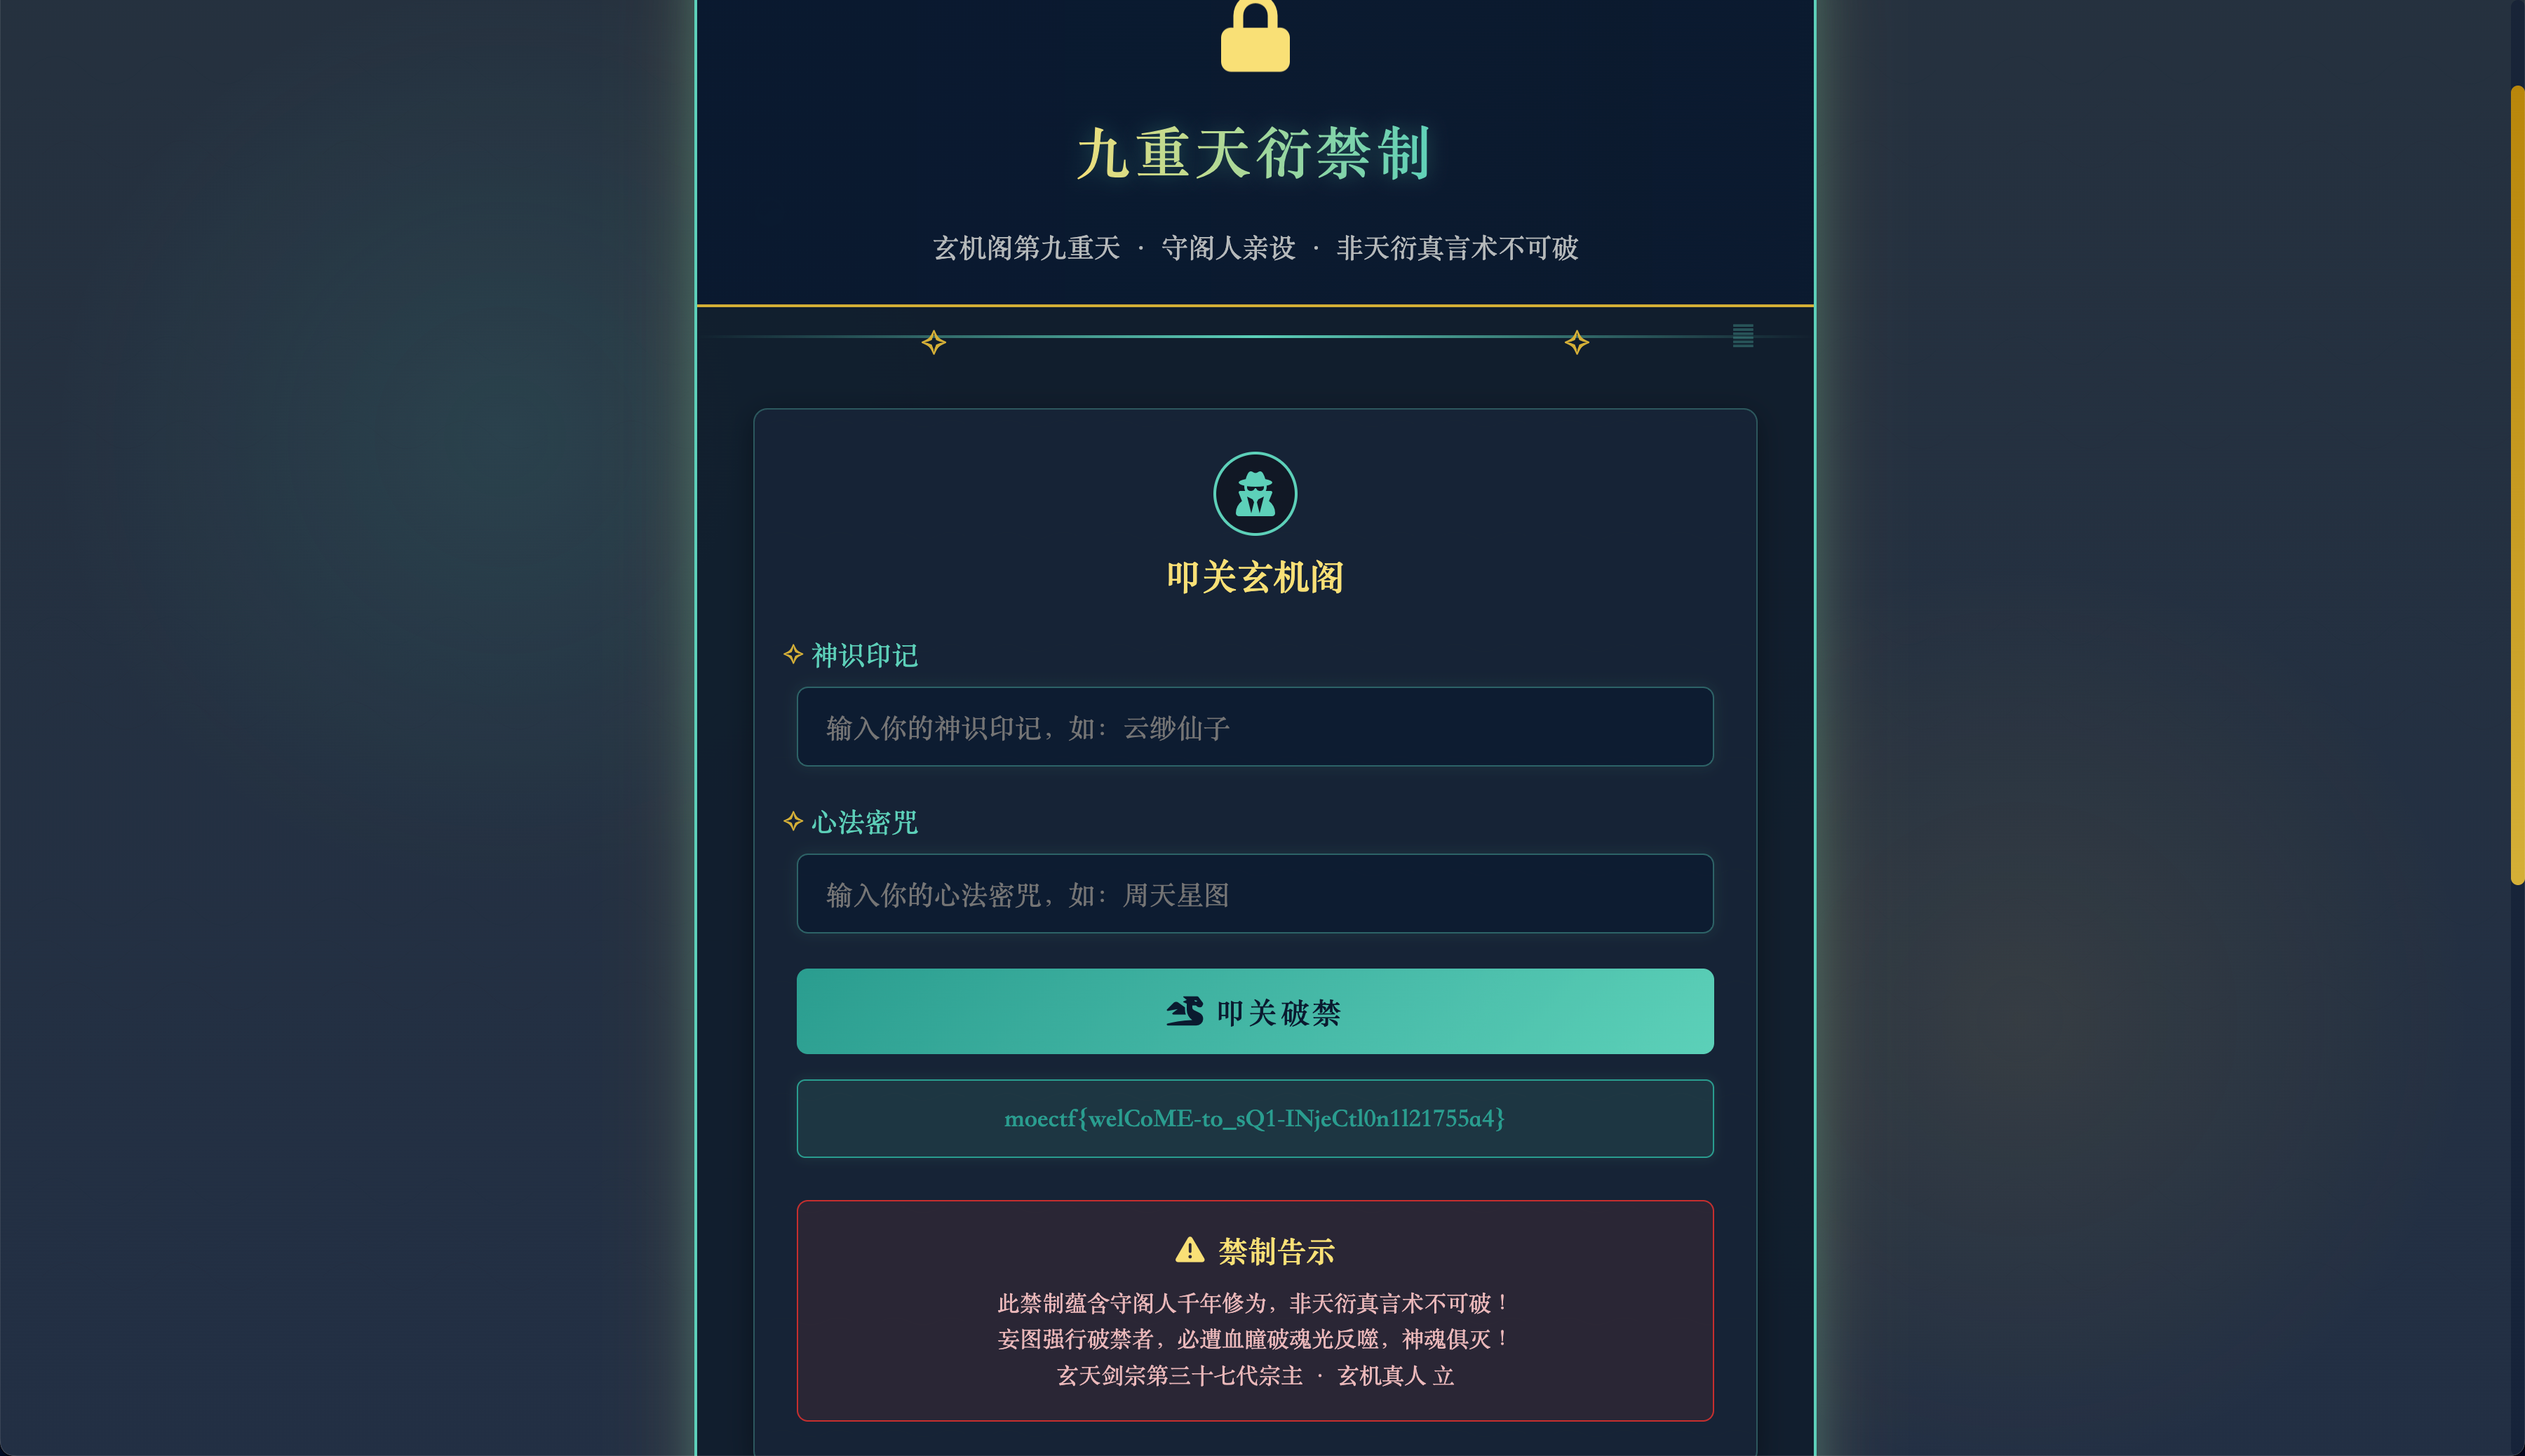 九重天衍禁制
玄机阁第九重天 · 守阁人亲设 · 非天衍真言术不可破
叩关玄机阁
神识印记
输入你的神识印记，如：云缈仙子
心法密咒
输入你的心法密咒，如：周天星图
叩关破禁
moectf{welCoME-to_sQ1-INjeCtl0n1l21755a4}
禁制告示
此禁制蕴含守阁人千年修为，非天衍真言术不可破！
妄图强行破禁者，必遭血瞳破魂光反噬，神魂俱灭！
玄天剑宗第三十七代宗主 · 玄机真人 立